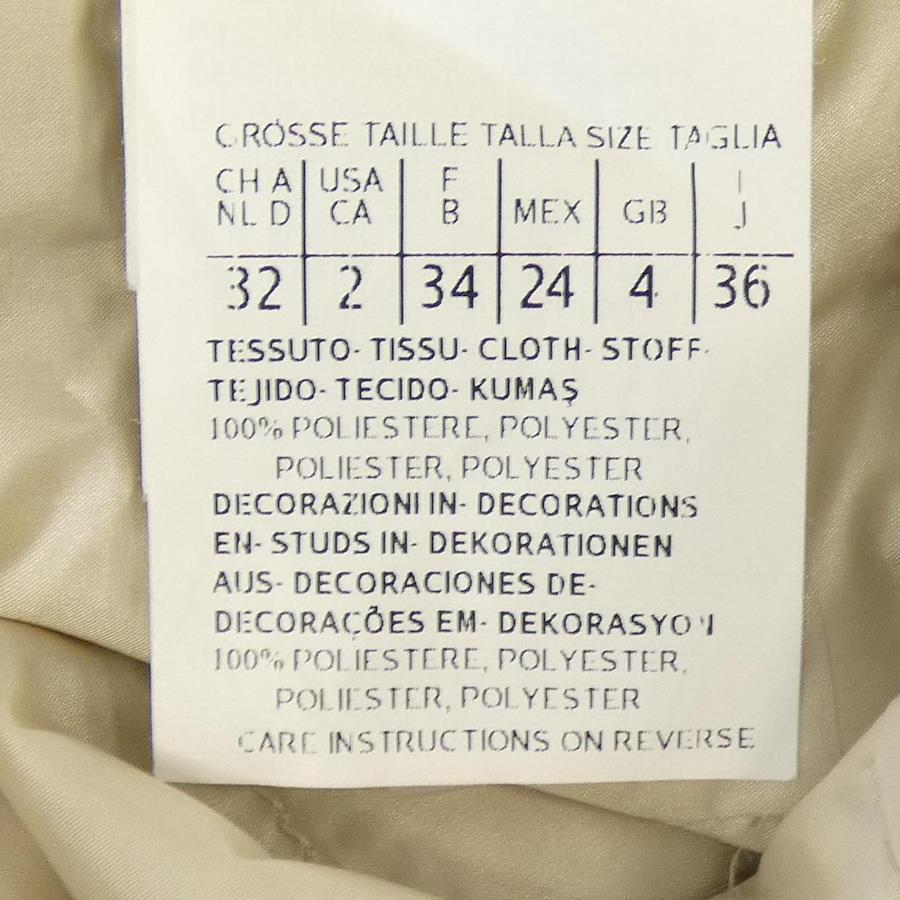 GRÖSSE TAILLE TALLA SIZE TAGLIA
CH A USA F I
NL D CA B MEX GB J
32 2 34 24 4 36
TESSUTO- TISSU- CLOTH- STOFF-
TEJIDO- TECIDO- KUMAŞ
100% POLIESTERE, POLYESTER,
POLIESTER, POLYESTER
DECORAZIONI IN- DECORATIONS
EN- STUDS IN- DEKORATIONEN
AUS- DECORACIONES DE-
DECORAÇÕES EM- DEKORASYON
100% POLIESTERE, POLYESTER,
POLIESTER, POLYESTER
CARE INSTRUCTIONS ON REVERSE